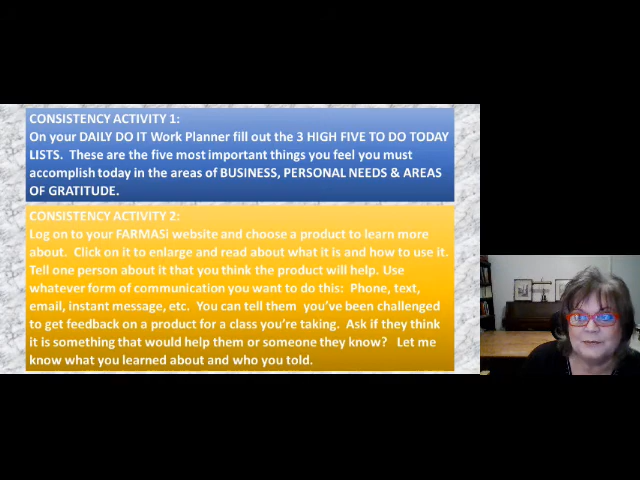 CONSISTENCY ACTIVITY 1:
On your DAILY DO IT Work Planner fill out the 3 HIGH FIVE TO DO TODAY
LISTS.  These are the five most important things you feel you must
accomplish today in the areas of BUSINESS, PERSONAL NEEDS & AREAS
OF GRATITUDE.
CONSISTENCY ACTIVITY 2:
Log on to your FARMASi website and choose a product to learn more
about.  Click on it to enlarge and read about what it is and how to use it.
Tell one person about it that you think the product will help. Use
whatever form of communication you want to do this:  Phone, text,
email, instant message, etc.  You can tell them  you've been challenged
to get feedback on a product for a class you're taking.  Ask if they think
it is something that would help them or someone they know?   Let me
know what you learned about and who you told.